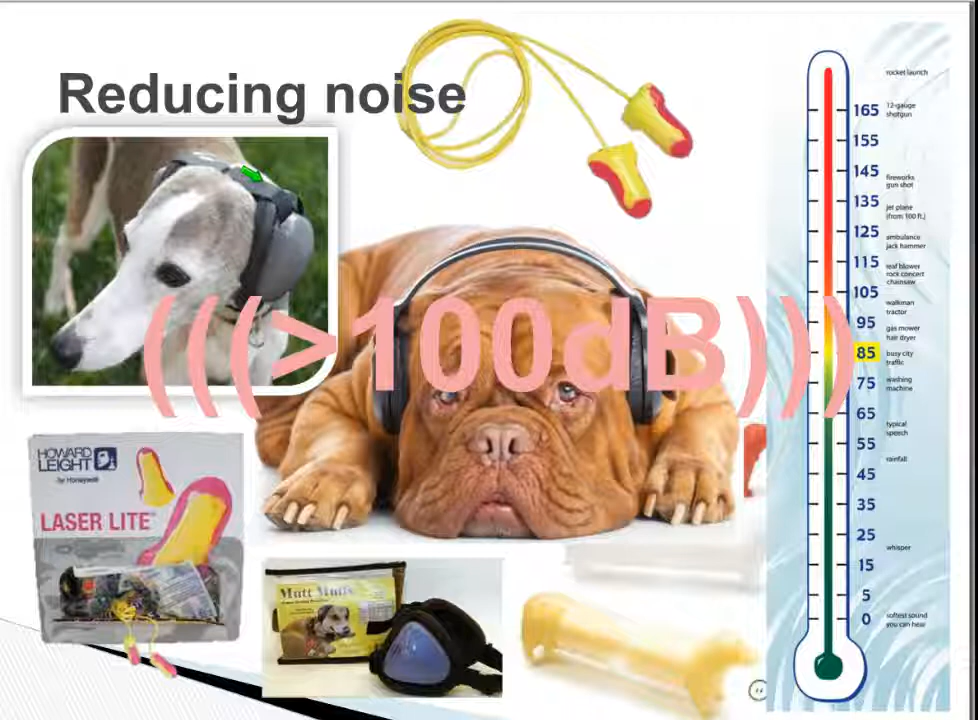 Reducing noise
(((>100dB)))
HOWARD
LEIGHT
by Honeywell
LASER LITE
Mutt Muffs
rocket launch
165
12-gauge
shotgun
155
145
fireworks
gun shot
135
jet plane
(from 100 ft.)
125
ambulance
jack hammer
115
leaf blower
rock concert
chainsaw
105
walkman
tractor
95
gas mower
hair dryer
85
busy city
traffic
75
washing
machine
65
typical
speech
55
rainfall
45
35
25
whisper
15
5
0
softest sound
you can hear